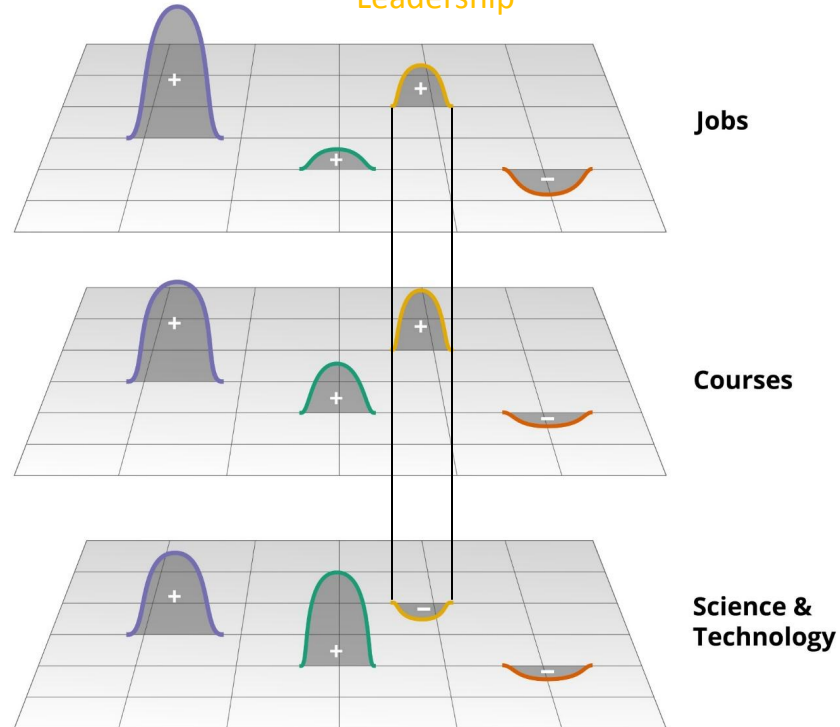 Leadership
+
+
+
−
Jobs
+
+
+
−
Courses
+
+
−
−
Science &
Technology